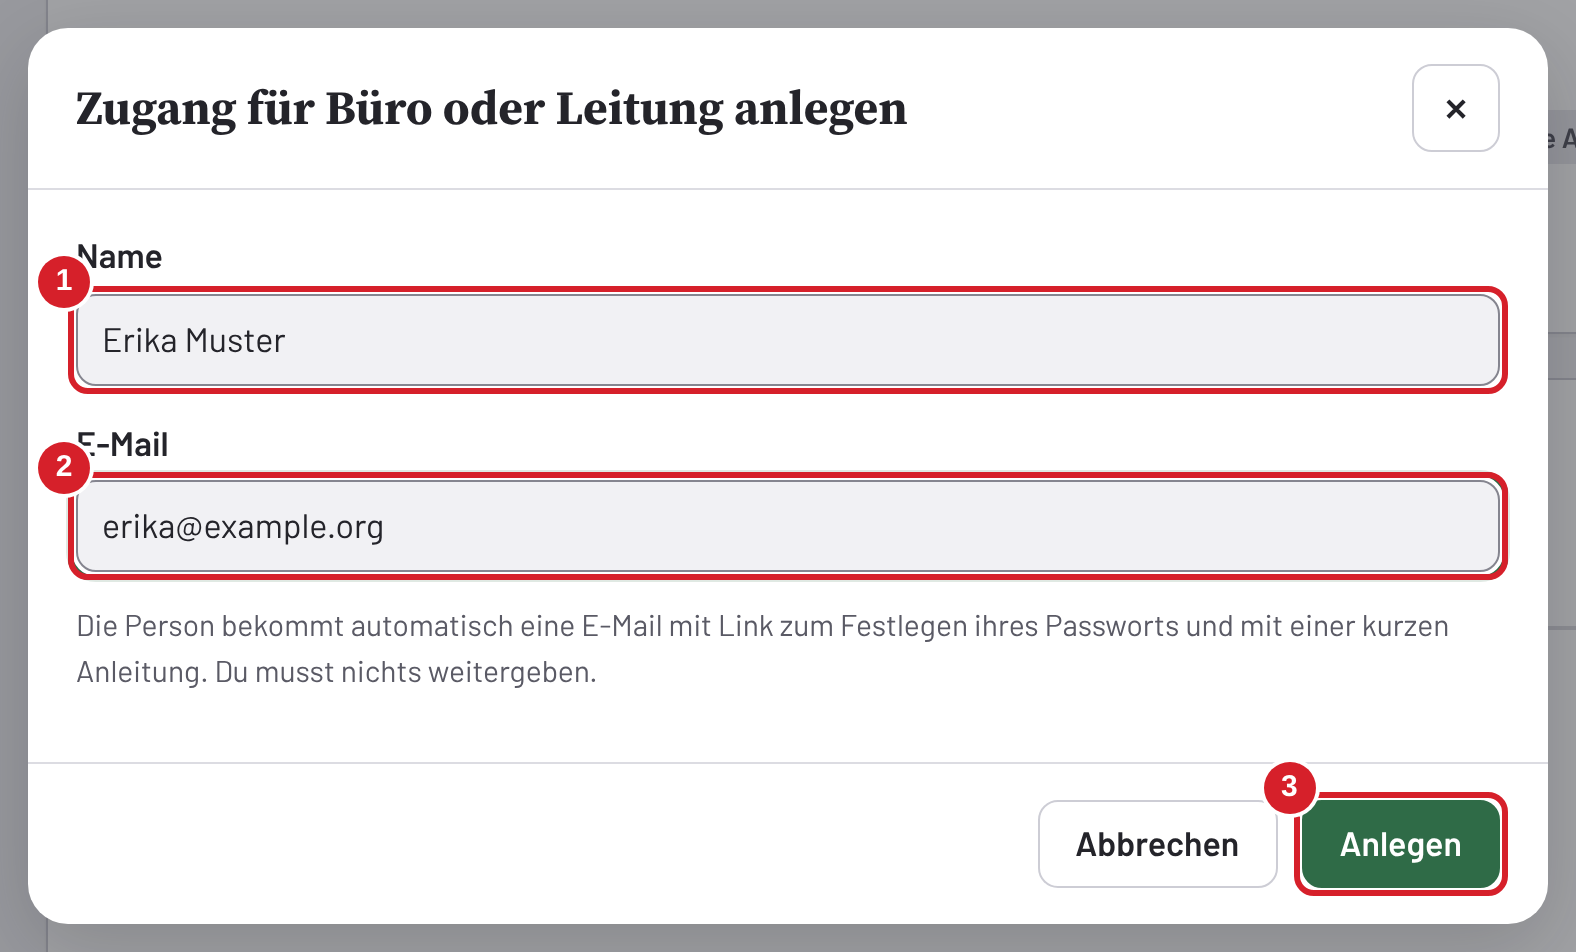 Zugang für Büro oder Leitung anlegen
×
e A
Name
1
Erika Muster
E-Mail
2
erika@example.org
Die Person bekommt automatisch eine E-Mail mit Link zum Festlegen ihres Passworts und mit einer kurzen
Anleitung. Du musst nichts weitergeben.
3
Abbrechen
Anlegen